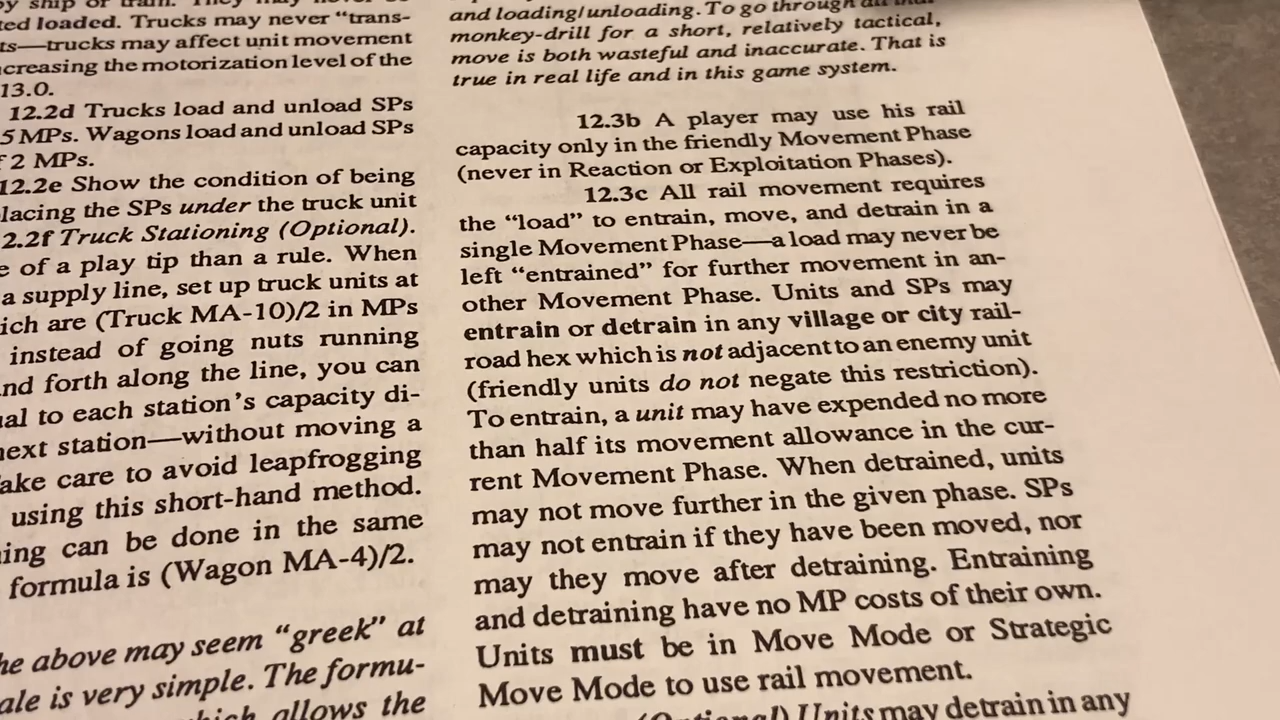 by ship or train. They may never be
ted loaded. Trucks may never “trans-
ts—trucks may affect unit movement
ncreasing the motorization level of the
13.0.
12.2d Trucks load and unload SPs
5 MPs. Wagons load and unload SPs
f 2 MPs.
12.2e Show the condition of being
lacing the SPs under the truck unit
2.2f Truck Stationing (Optional).
e of a play tip than a rule. When
a supply line, set up truck units at
ich are (Truck MA-10)/2 in MPs
instead of going nuts running
nd forth along the line, you can
ual to each station’s capacity di-
next station—without moving a
ake care to avoid leapfrogging
using this short-hand method.
ning can be done in the same
formula is (Wagon MA-4)/2.
he above may seem “greek” at
ale is very simple. The formu-
which allows the
and loading/unloading. To go through all that
monkey-drill for a short, relatively tactical,
move is both wasteful and inaccurate. That is
true in real life and in this game system.
12.3b A player may use his rail
capacity only in the friendly Movement Phase
(never in Reaction or Exploitation Phases).
12.3c All rail movement requires
the “load” to entrain, move, and detrain in a
single Movement Phase—a load may never be
left “entrained” for further movement in an-
other Movement Phase. Units and SPs may
entrain or detrain in any village or city rail-
road hex which is not adjacent to an enemy unit
(friendly units do not negate this restriction).
To entrain, a unit may have expended no more
than half its movement allowance in the cur-
rent Movement Phase. When detrained, units
may not move further in the given phase. SPs
may not entrain if they have been moved, nor
may they move after detraining. Entraining
and detraining have no MP costs of their own.
Units must be in Move Mode or Strategic
Move Mode to use rail movement.
(Optional) Units may detrain in any